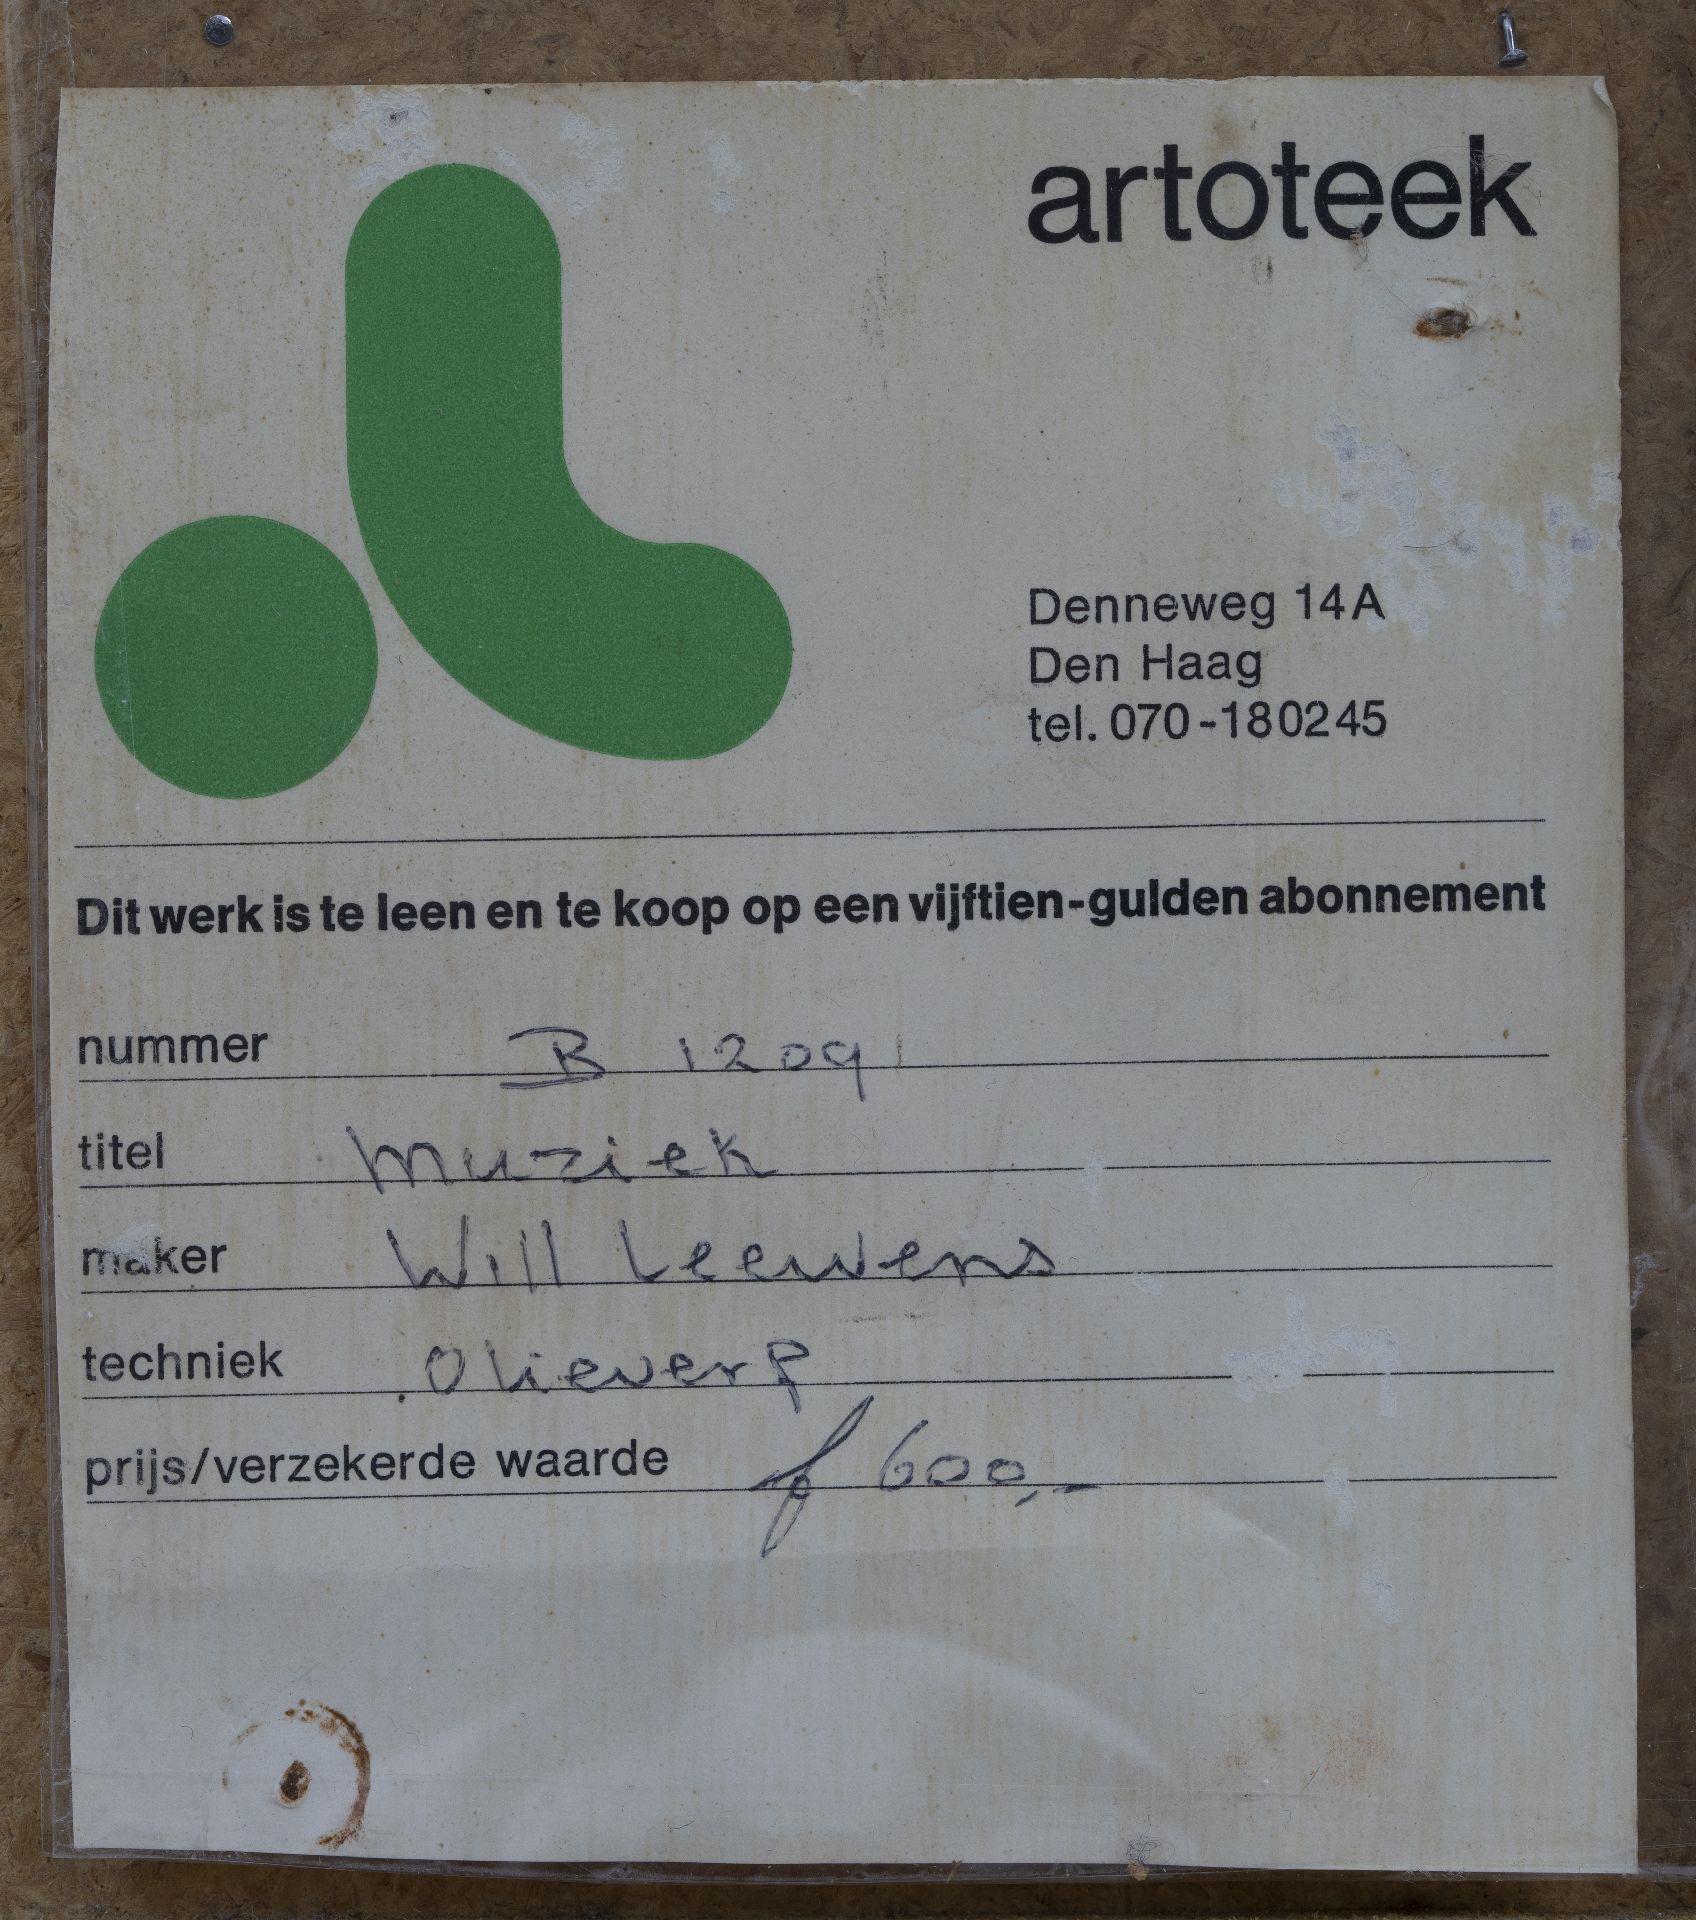 artoteek
Denneweg 14A
Den Haag
tel. 070-180245
Dit werk is te leen en te koop op een vijftien-gulden abonnement
nummer B 12091
titel Muziek
maker Will Leewens
techniek Olieverf
prijs/verzekerde waarde f 600,-